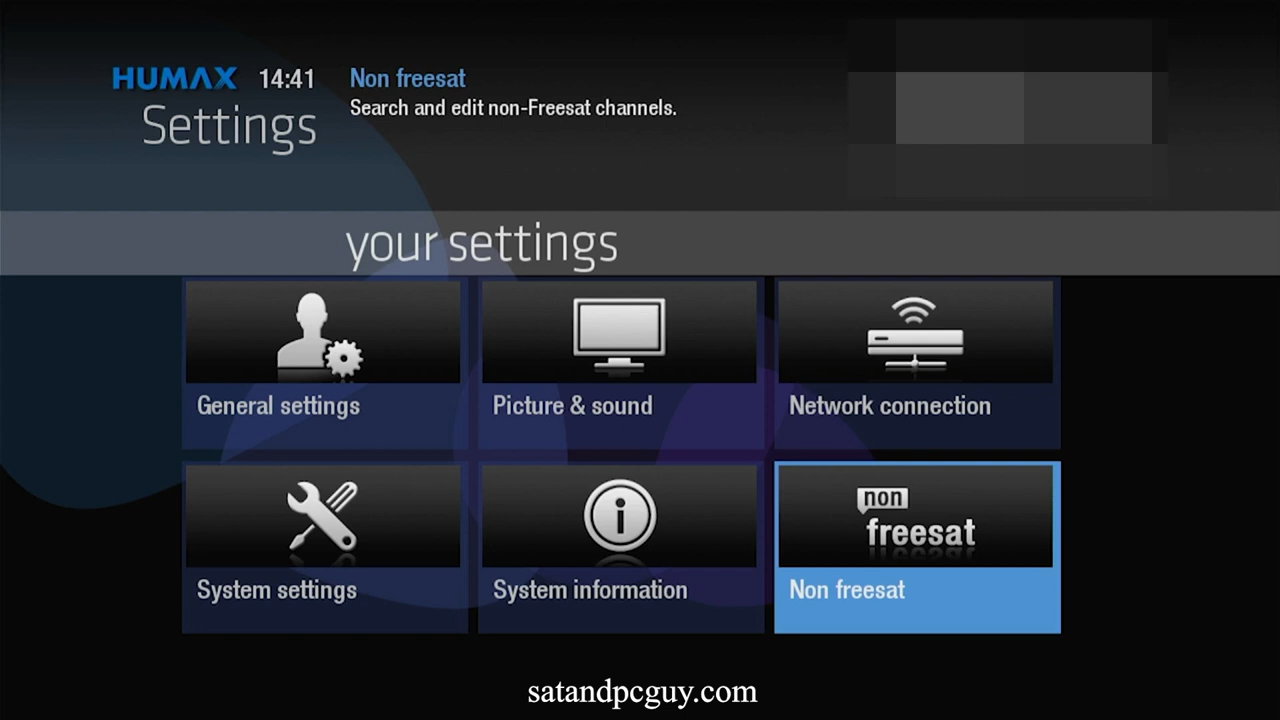 HUMAX 14:41 Non freesat
Settings
Search and edit non-Freesat channels.
your settings
General settings
Picture & sound
Network connection
non
freesat
System settings
System information
Non freesat
satandpcguy.com